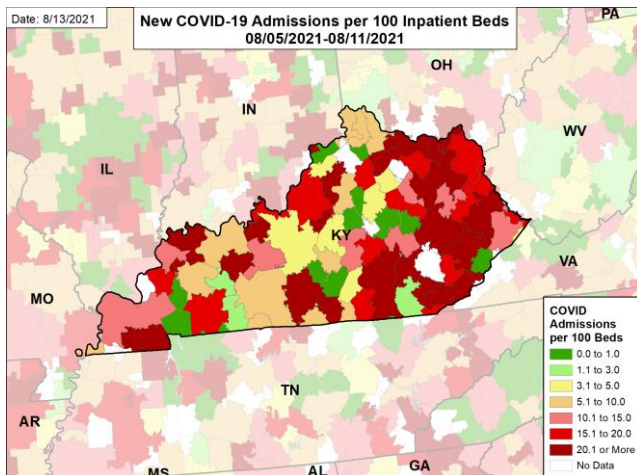 Date: 8/13/2021
New COVID-19 Admissions per 100 Inpatient Beds
08/05/2021-08/11/2021
PA
OH
IN
WV
IL
KY
VA
MO
TN
AR
MS
AL
GA
COVID
Admissions
per 100 Beds
0.0 to 1.0
1.1 to 3.0
3.1 to 5.0
5.1 to 10.0
10.1 to 15.0
15.1 to 20.0
20.1 or More
No Data